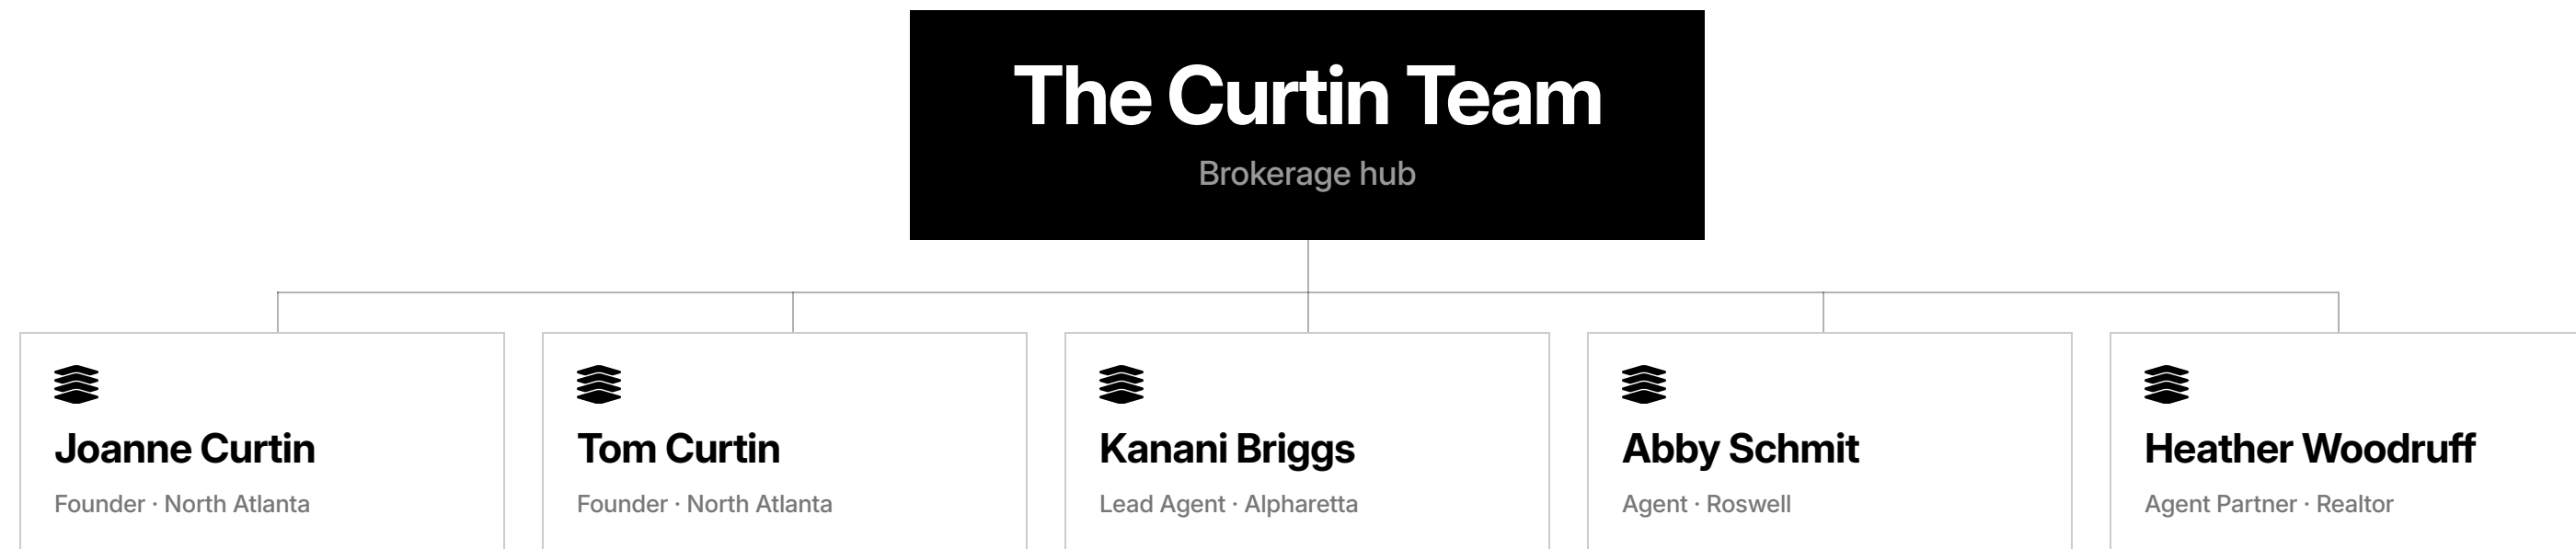 The Curtin Team
Brokerage hub
Joanne Curtin
Founder · North Atlanta
Tom Curtin
Founder · North Atlanta
Kanani Briggs
Lead Agent · Alpharetta
Abby Schmit
Agent · Roswell
Heather Woodruff
Agent Partner · Realtor